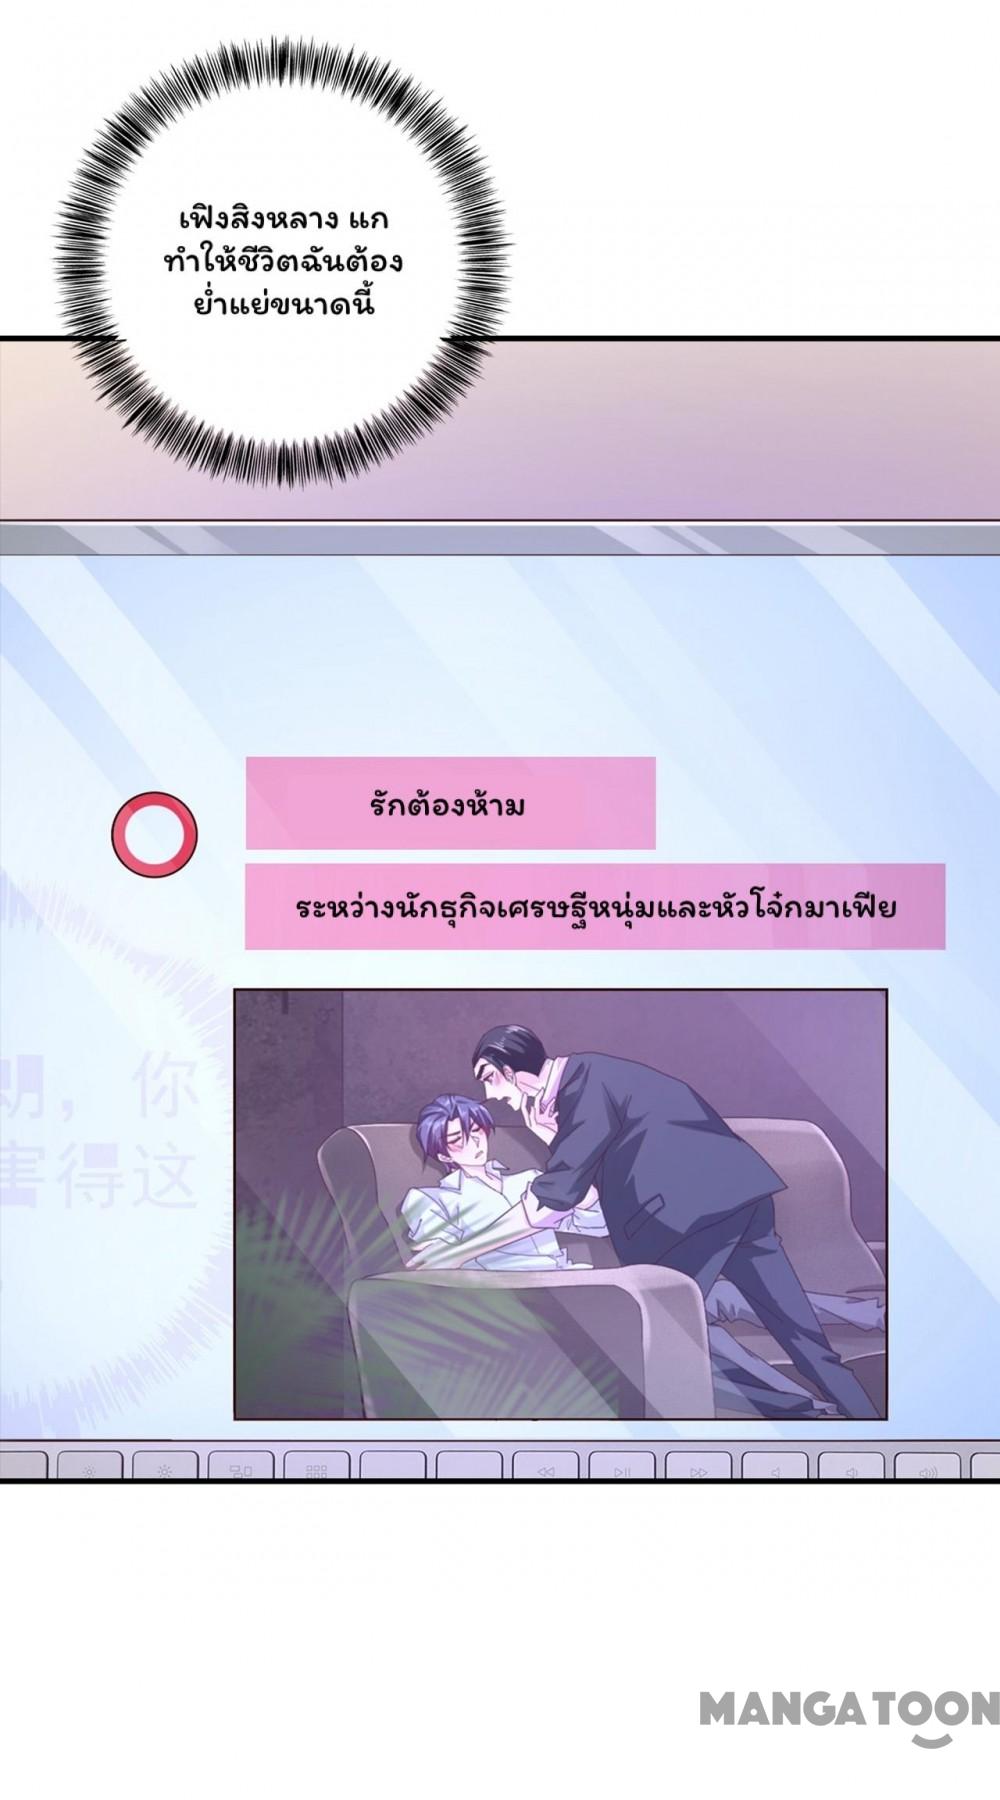 เฟิงสิงหลาง แก
ทำให้ชีวิตฉันต้อง
ย่ำแย่ขนาดนี้
รักต้องห้าม
ระหว่างนักธุกิจเศรษฐีหนุ่มและหัวโจ๋กมาเฟีย
，你
害得这
MANGATOON